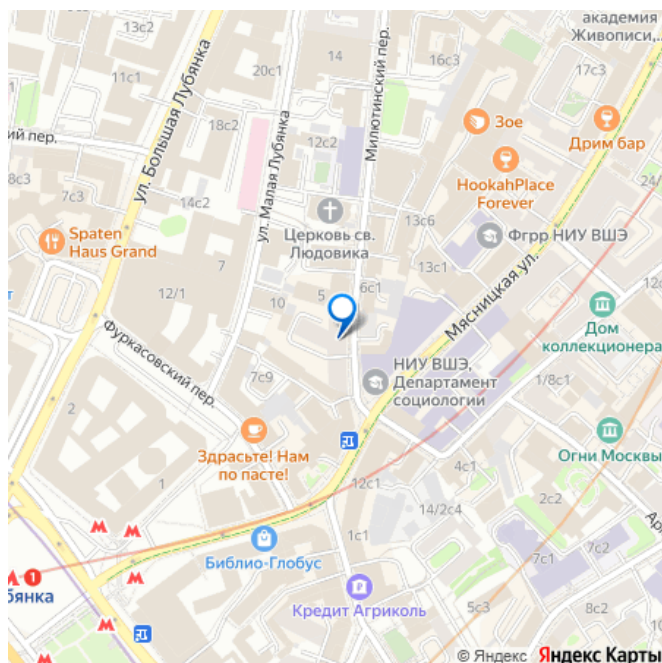 академия
Живописи,...
17с3
14
16с3
20с1
11с1
ул. Большая Лубянка
Милютинский пер.
18с2
Зое
Дрим бар
12с2
ий пер.
HookahPlace
Forever
24/
8с3
7с3
14с2
ул. Малая Лубянка
Церковь св.
Людовика
13с6
Фгрр НИУ ВШЭ
Spaten
Haus Grand
7
13с1
6с1
Мясницкая ул.
12/1
10
5
Дом
коллекционера
Фуркасовский пер.
НИУ ВШЭ,
Департамент
социологии
7с9
1/8с1
2
Здрасьте! Нам
по пасте!
Огни Москвы
4с1
1
12с1
14/2с4
2с2
Ар
1с1
Библио-Глобус
7с1
1
бянка
Кредит Агриколь
5с3
3с1
© Яндекс Яндекс Карты